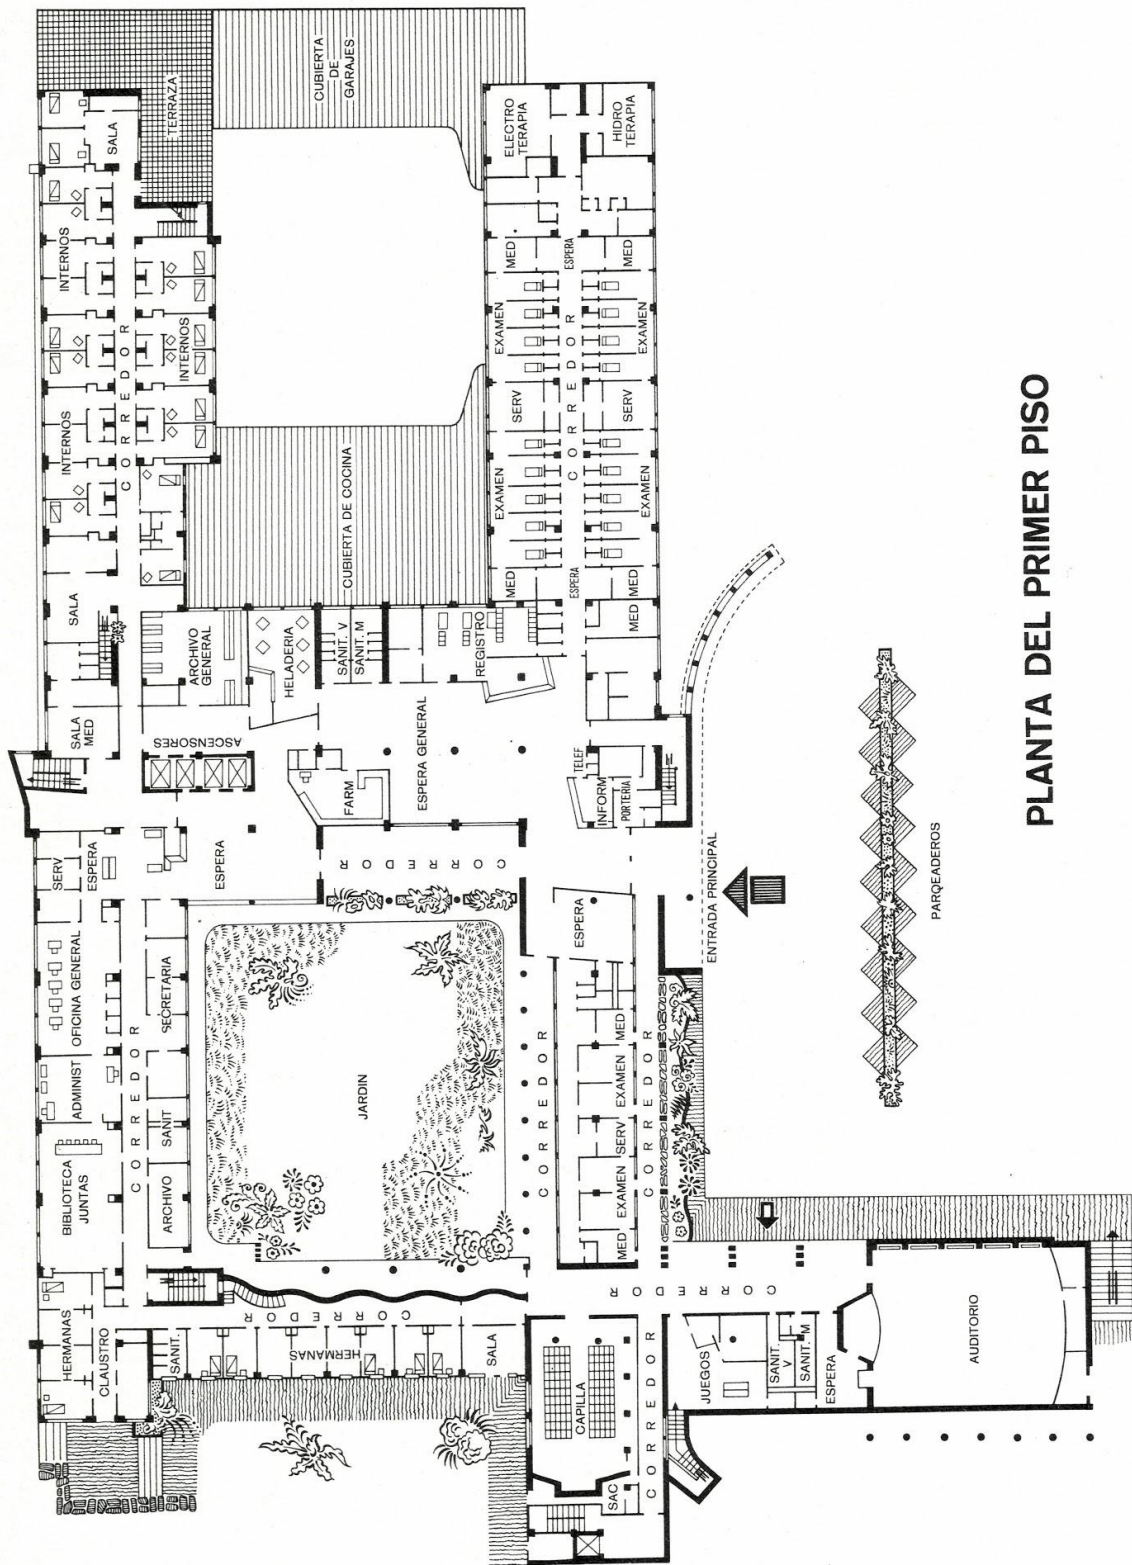 HERMANAS
CLAUSTRO
BIBLIOTECA
JUNTAS
ADMINIST
OFICINA GENERAL
SERV
ESPERA
SALA
MED
SALA
INTERNOS
INTERNOS
SALA
CORREDOR
CORREDOR
SANIT.
ARCHIVO
SANIT
SECRETARIA
ESPERA
ASCENSORES
ARCHIVO
GENERAL
INTERNOS
TERRAZA
CORREDOR
HERMANAS
SALA
JARDIN
CORREDOR
FARM
ESPERA GENERAL
HELADERIA
SANIT. V
SANIT. M
REGISTRO
CUBIERTA DE COCINA
CUBIERTA
DE
GARAJES
MED
EXAMEN
SERV
EXAMEN
MED
ELECTRO
TERAPIA
CORREDOR
ESPERA
TELEF
INFORM
PORTERIA
ESPERA
CORREDOR
ESPERA
CAPILLA
SAC
CORREDOR
MED
EXAMEN
SERV
EXAMEN
MED
CORREDOR
MED
MED
EXAMEN
SERV
EXAMEN
MED
HIDRO
TERAPIA
CORREDOR
ENTRADA PRINCIPAL
JUEGOS
SANIT.
V
SANIT. M
ESPERA
AUDITORIO
PARQEADEROS
PLANTA DEL PRIMER PISO